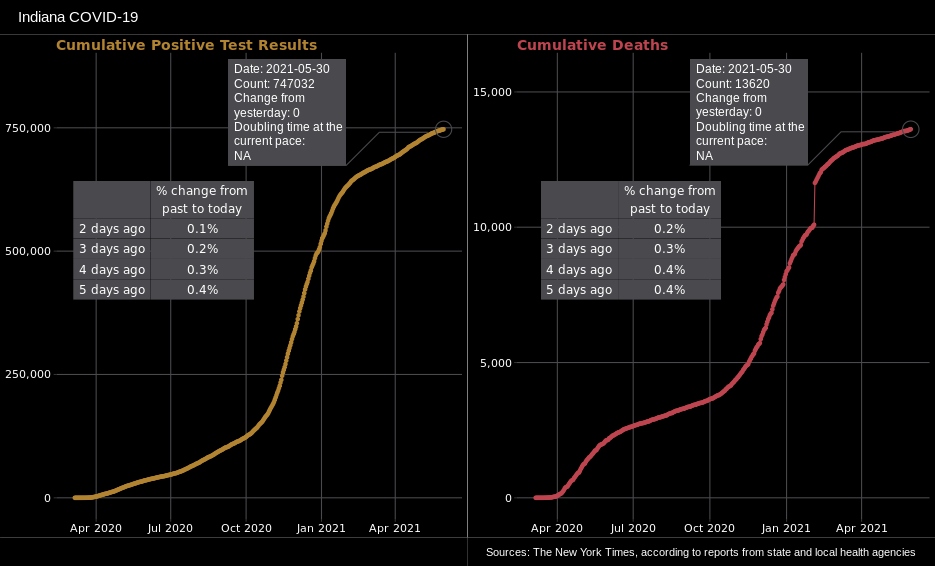 Indiana COVID-19
Cumulative Positive Test Results
Date: 2021-05-30
Count: 747032
Change from
yesterday: 0
Doubling time at the
current pace:
NA
750,000
500,000
250,000
0
% change from
past to today
2 days ago 0.1%
3 days ago 0.2%
4 days ago 0.3%
5 days ago 0.4%
Apr 2020 Jul 2020 Oct 2020 Jan 2021 Apr 2021
Cumulative Deaths
Date: 2021-05-30
Count: 13620
Change from
yesterday: 0
Doubling time at the
current pace:
NA
15,000
10,000
5,000
0
% change from
past to today
2 days ago 0.2%
3 days ago 0.3%
4 days ago 0.4%
5 days ago 0.4%
Apr 2020 Jul 2020 Oct 2020 Jan 2021 Apr 2021
Sources: The New York Times, according to reports from state and local health agencies